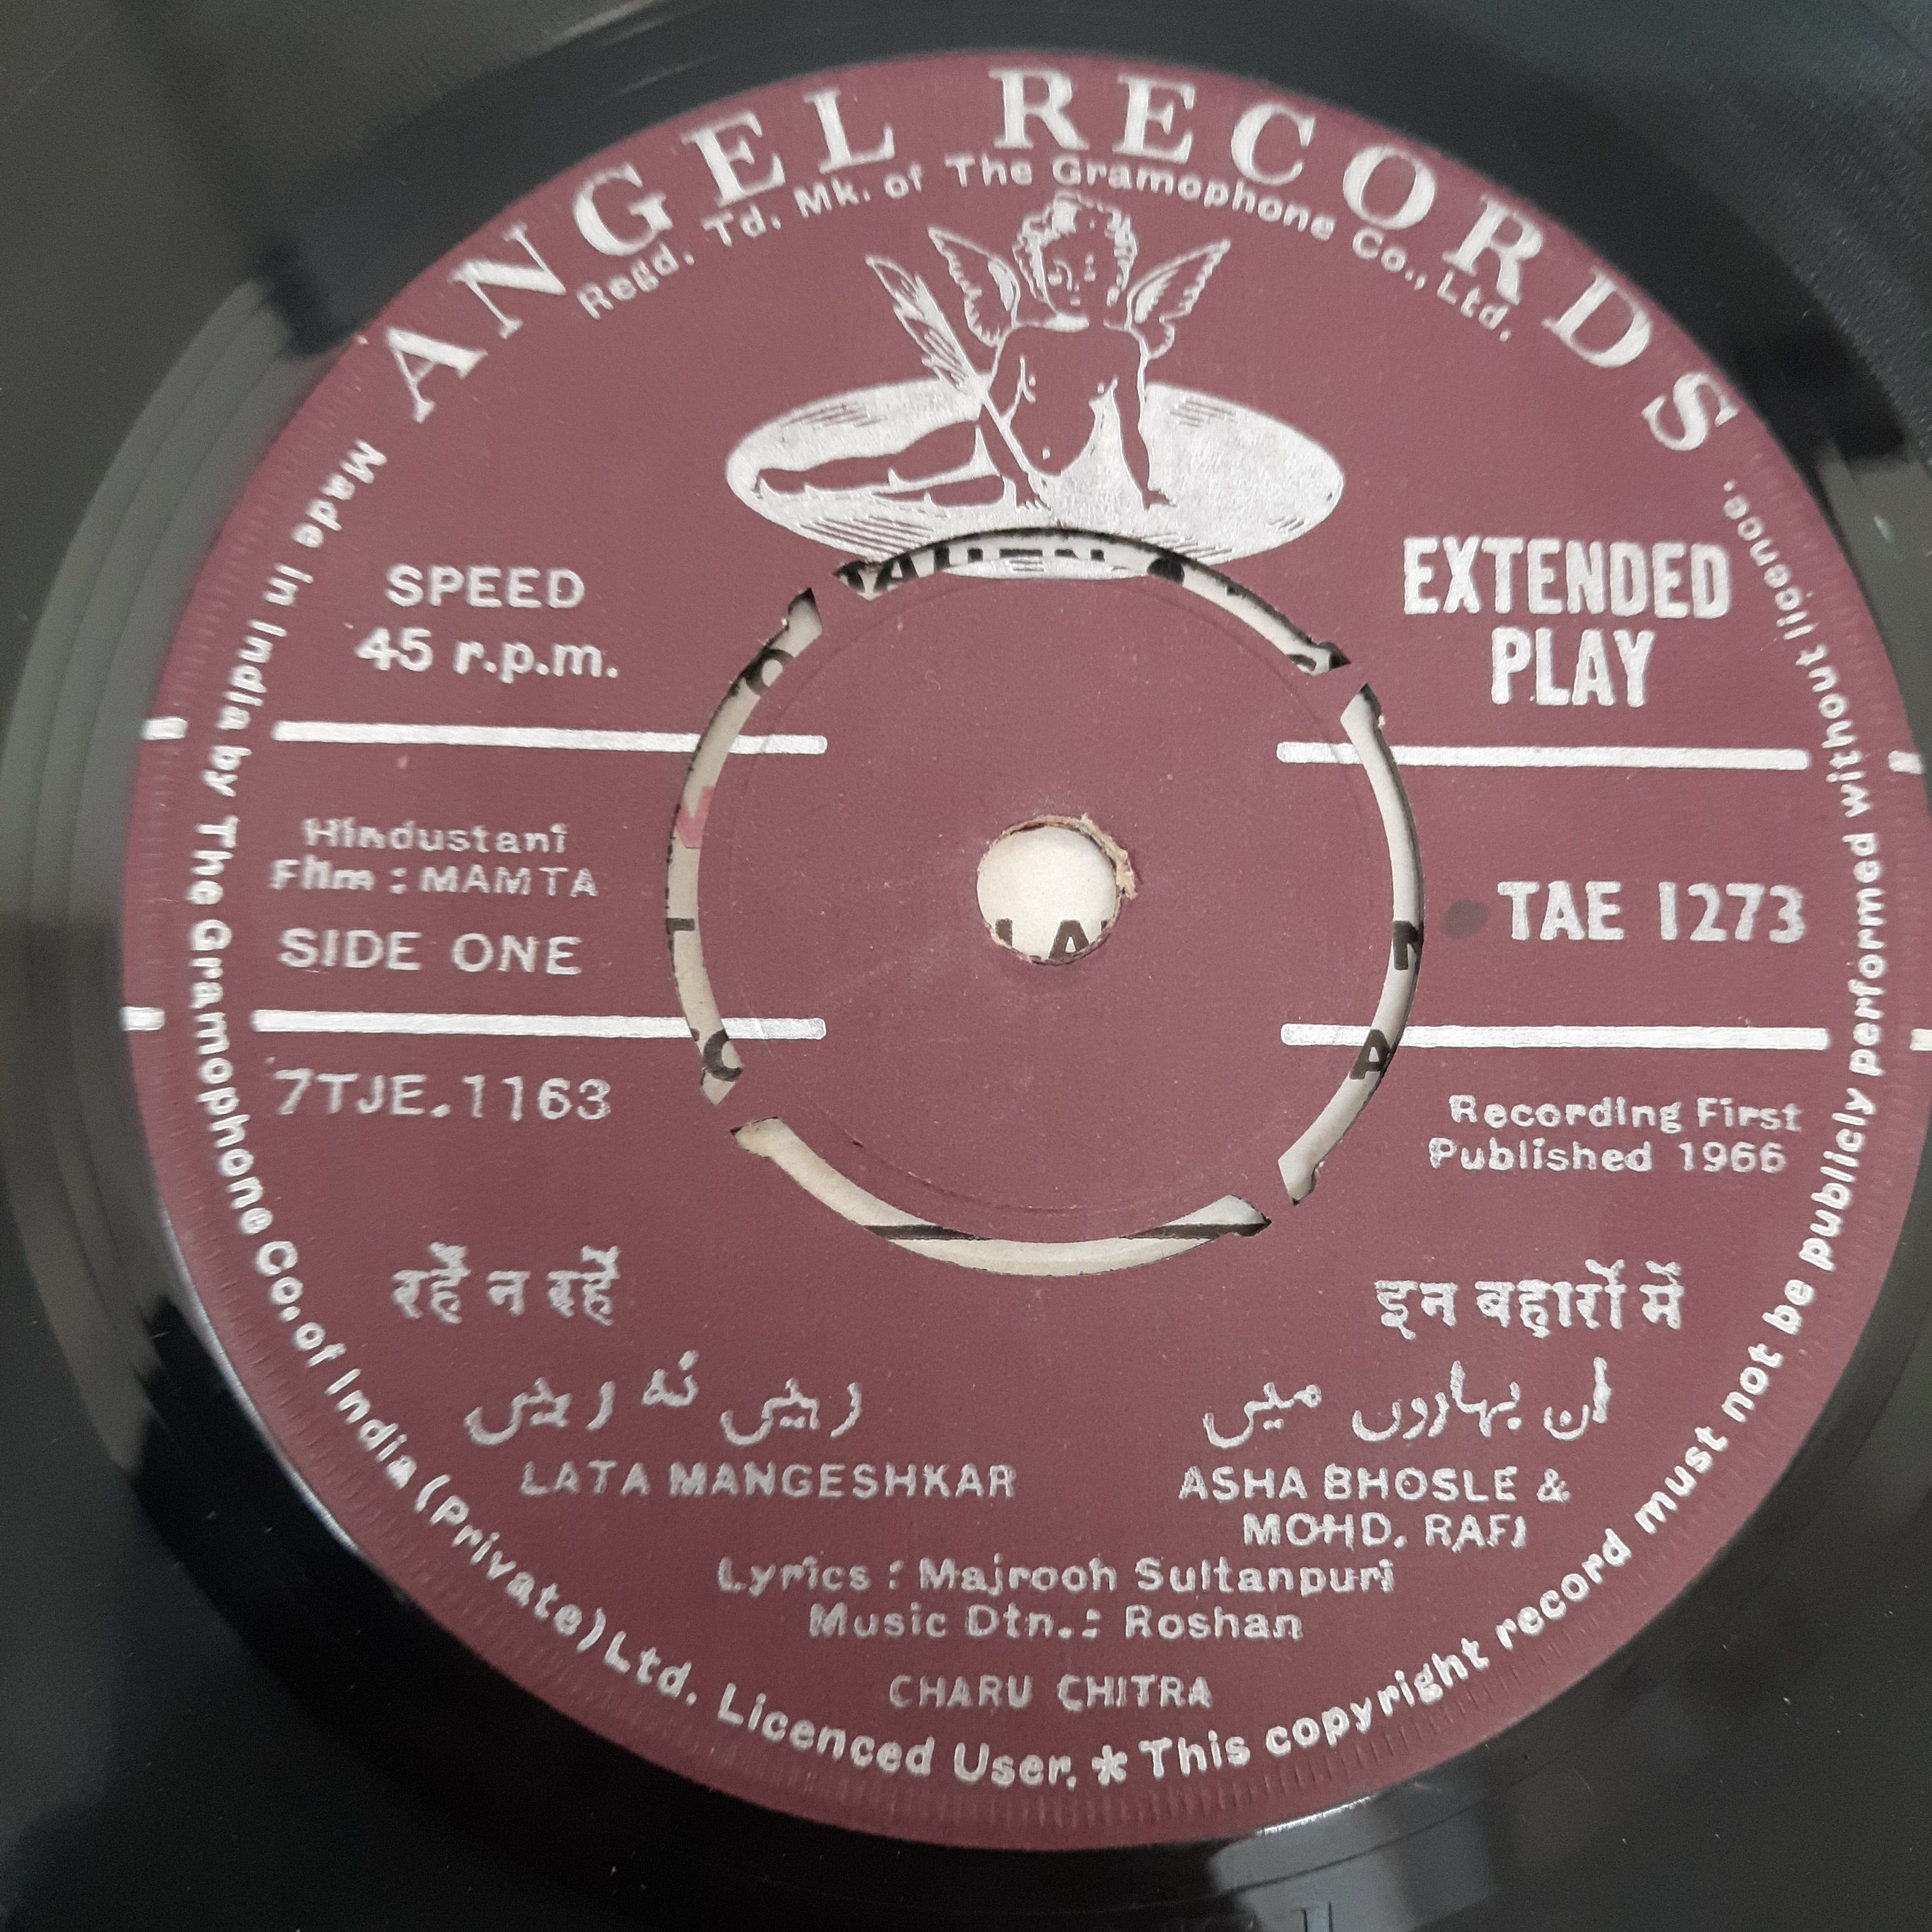 ANGEL RECORDS
Regd. Td. Mk. of The Gramophone Co., Ltd.
SPEED
45 r.p.m.
EXTENDED
PLAY
Hindustani
Film : MAMTA
SIDE ONE
TAE 1273
7TJE.1163
Recording First
Published 1966
रहें न रहें
इन बहारों में
رہیں نہ رہیں
ان بہاروں میں
LATA MANGESHKAR
ASHA BHOSLE &
MOHD. RAFI
Lyrics : Majrooh Sultanpuri
Music Dtn. : Roshan
CHARU CHITRA
Made in India by The Gramophone Co. of India (Private) Ltd. Licenced User. * This copyright record must not be publicly performed without licence.